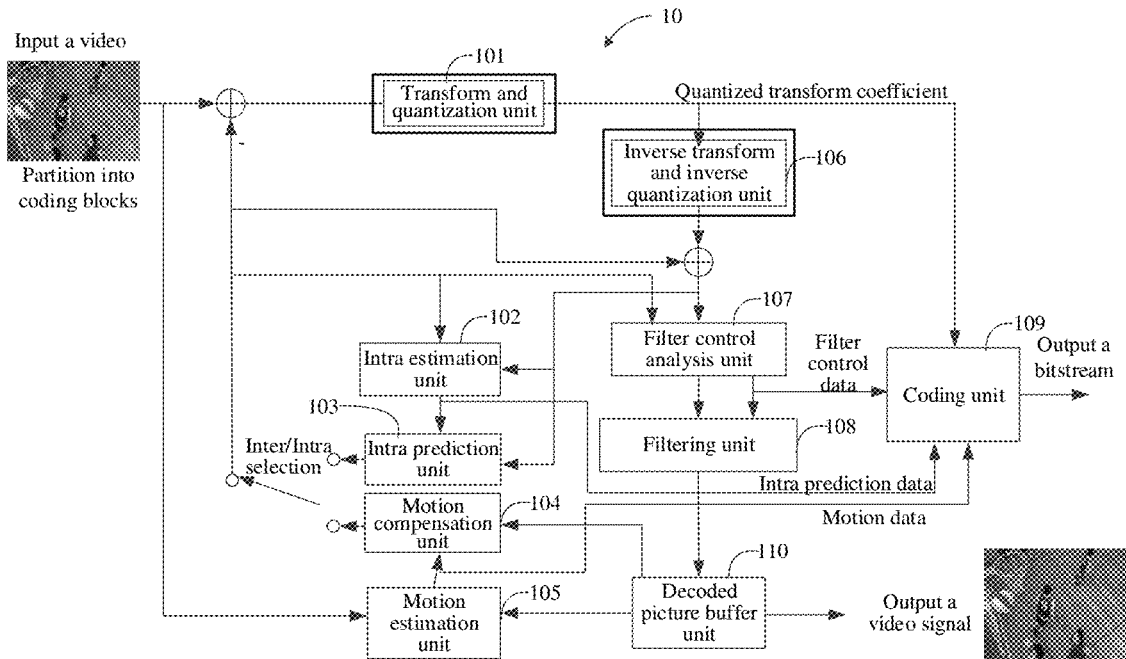 10
Input a video
101
Transform and
quantization unit
Quantized transform coefficient
Inverse transform
and inverse
quantization unit
106
Partition into
coding blocks
-
107
102
Filter control
analysis unit
Filter
control
data
109
Output a
bitstream
Intra estimation
unit
Coding unit
103
Intra prediction
unit
Filtering unit
108
Inter/Intra
selection
Intra prediction data
Motion
compensation
unit
104
Motion data
110
Motion
estimation
unit
105
Decoded
picture buffer
unit
Output a
video signal